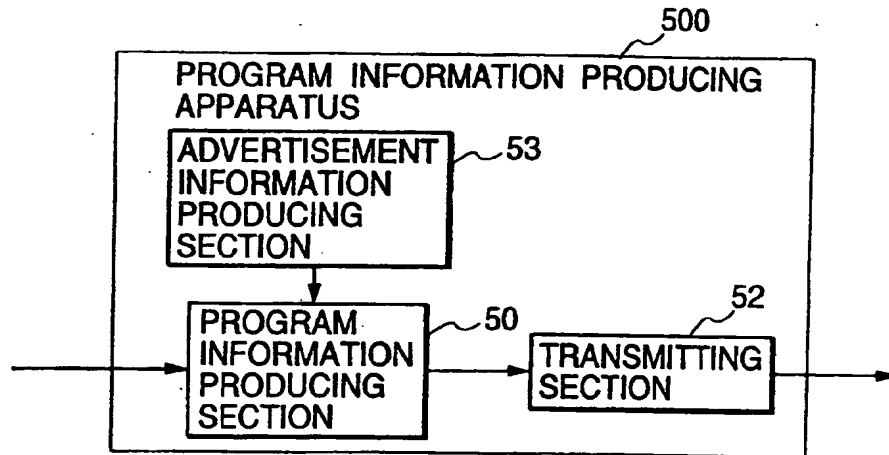 500
PROGRAM INFORMATION PRODUCING
APPARATUS
ADVERTISEMENT
INFORMATION
PRODUCING
SECTION
53
PROGRAM
INFORMATION
PRODUCING
SECTION
50
TRANSMITTING
SECTION
52